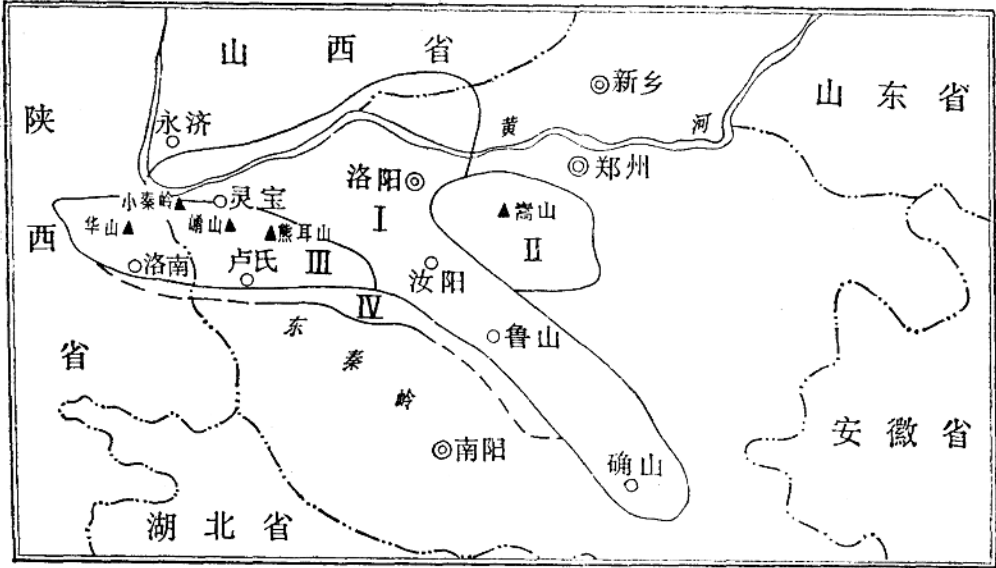 山西省
山东省
陕西省
新乡
永济
黄河
郑州
洛阳
小秦岭
灵宝
华山
崤山
熊耳山
嵩山
Ⅰ
Ⅱ
洛南
卢氏
Ⅲ
汝阳
Ⅳ
鲁山
东秦岭
南阳
确山
安徽省
湖北省